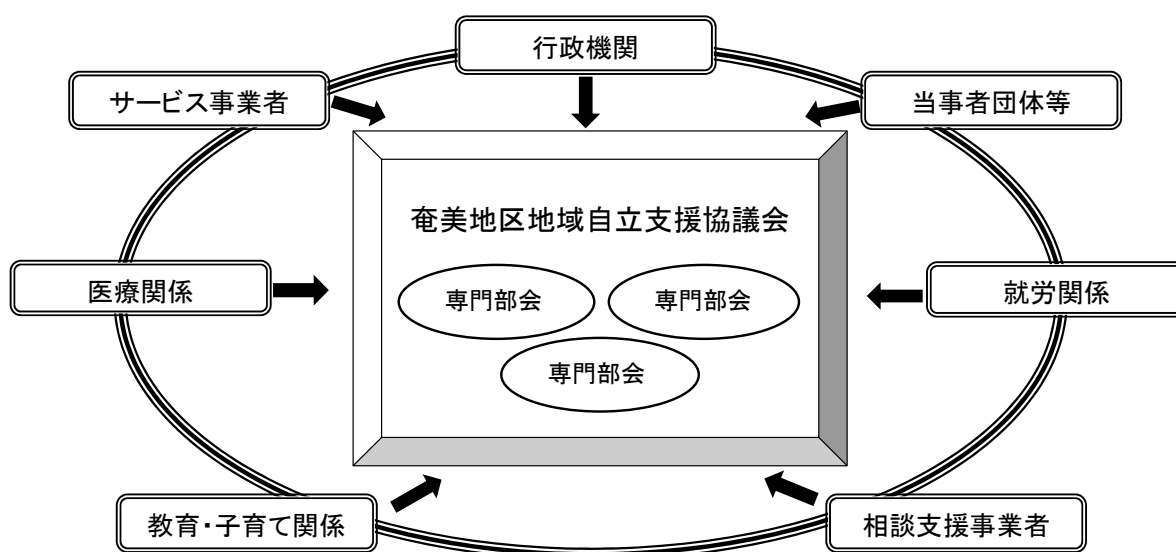 行政機関
サービス事業者
当事者団体等
奄美地区地域自立支援協議会
医療関係
専門部会
専門部会
就労関係
専門部会
教育・子育て関係
相談支援事業者